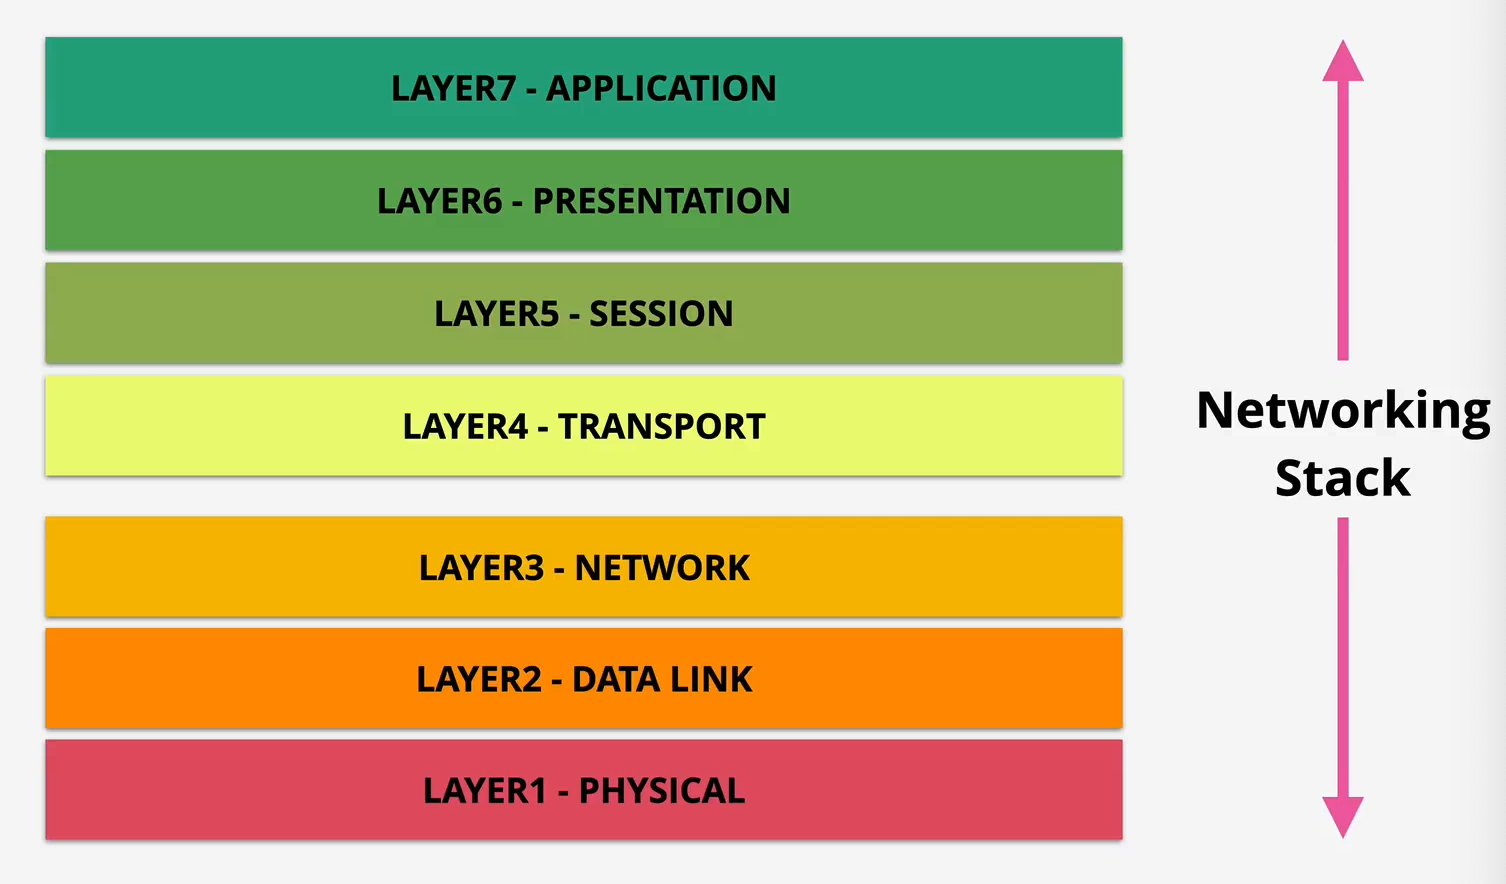 LAYER7 - APPLICATION
LAYER6 - PRESENTATION
LAYER5 - SESSION
LAYER4 - TRANSPORT
LAYER3 - NETWORK
LAYER2 - DATA LINK
LAYER1 - PHYSICAL
Networking
Stack